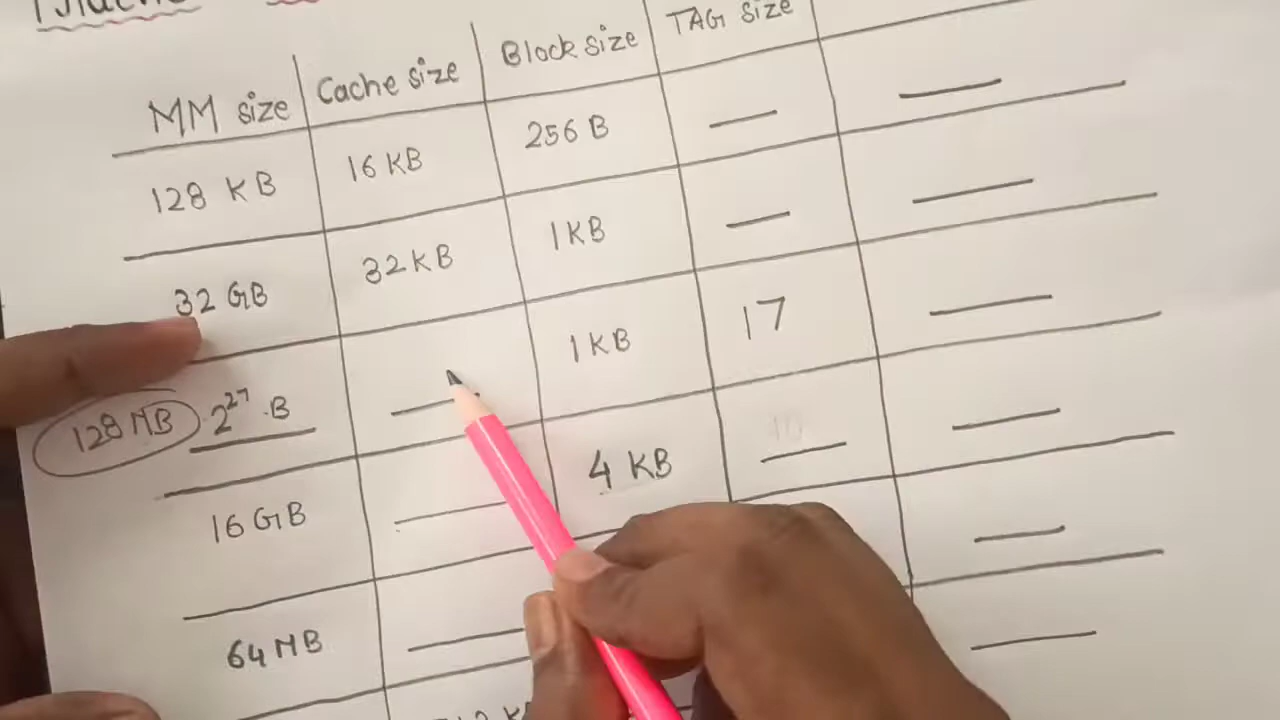 MM size Cache size Block size TAG size
128 KB 16 KB 256 B
32 GB 32 KB 1 KB
128 MB 2^27 B 1 KB 17
16 GB 4 KB
64 MB